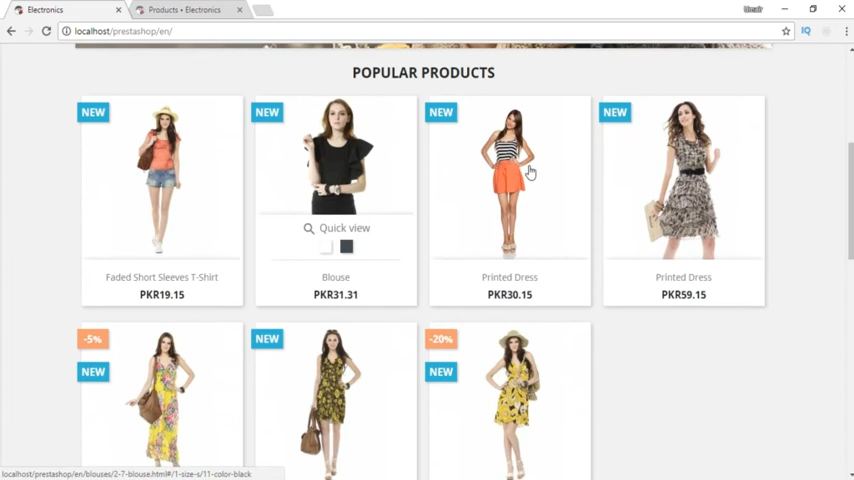 Electronics
Products • Electronics
Umair
localhost/prestashop/en/
IQ
POPULAR PRODUCTS
NEW
NEW
NEW
NEW
Quick view
Faded Short Sleeves T-Shirt
Blouse
Printed Dress
Printed Dress
PKR19.15
PKR31.31
PKR30.15
PKR59.15
-5%
NEW
-20%
NEW
NEW
localhost/prestashop/en/blouses/2-7-blouse.html#/1-size-s/11-color-black